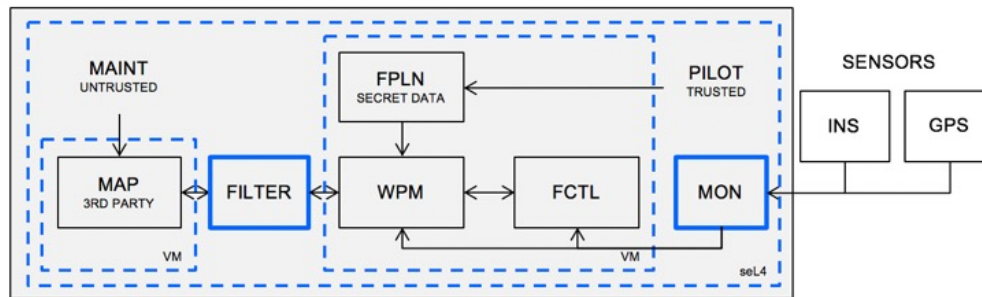 MAINT
UNTRUSTED
FPLN
SECRET DATA
PILOT
TRUSTED
SENSORS
INS
GPS
MAP
3RD PARTY
FILTER
WPM
FCTL
MON
VM
VM
seL4